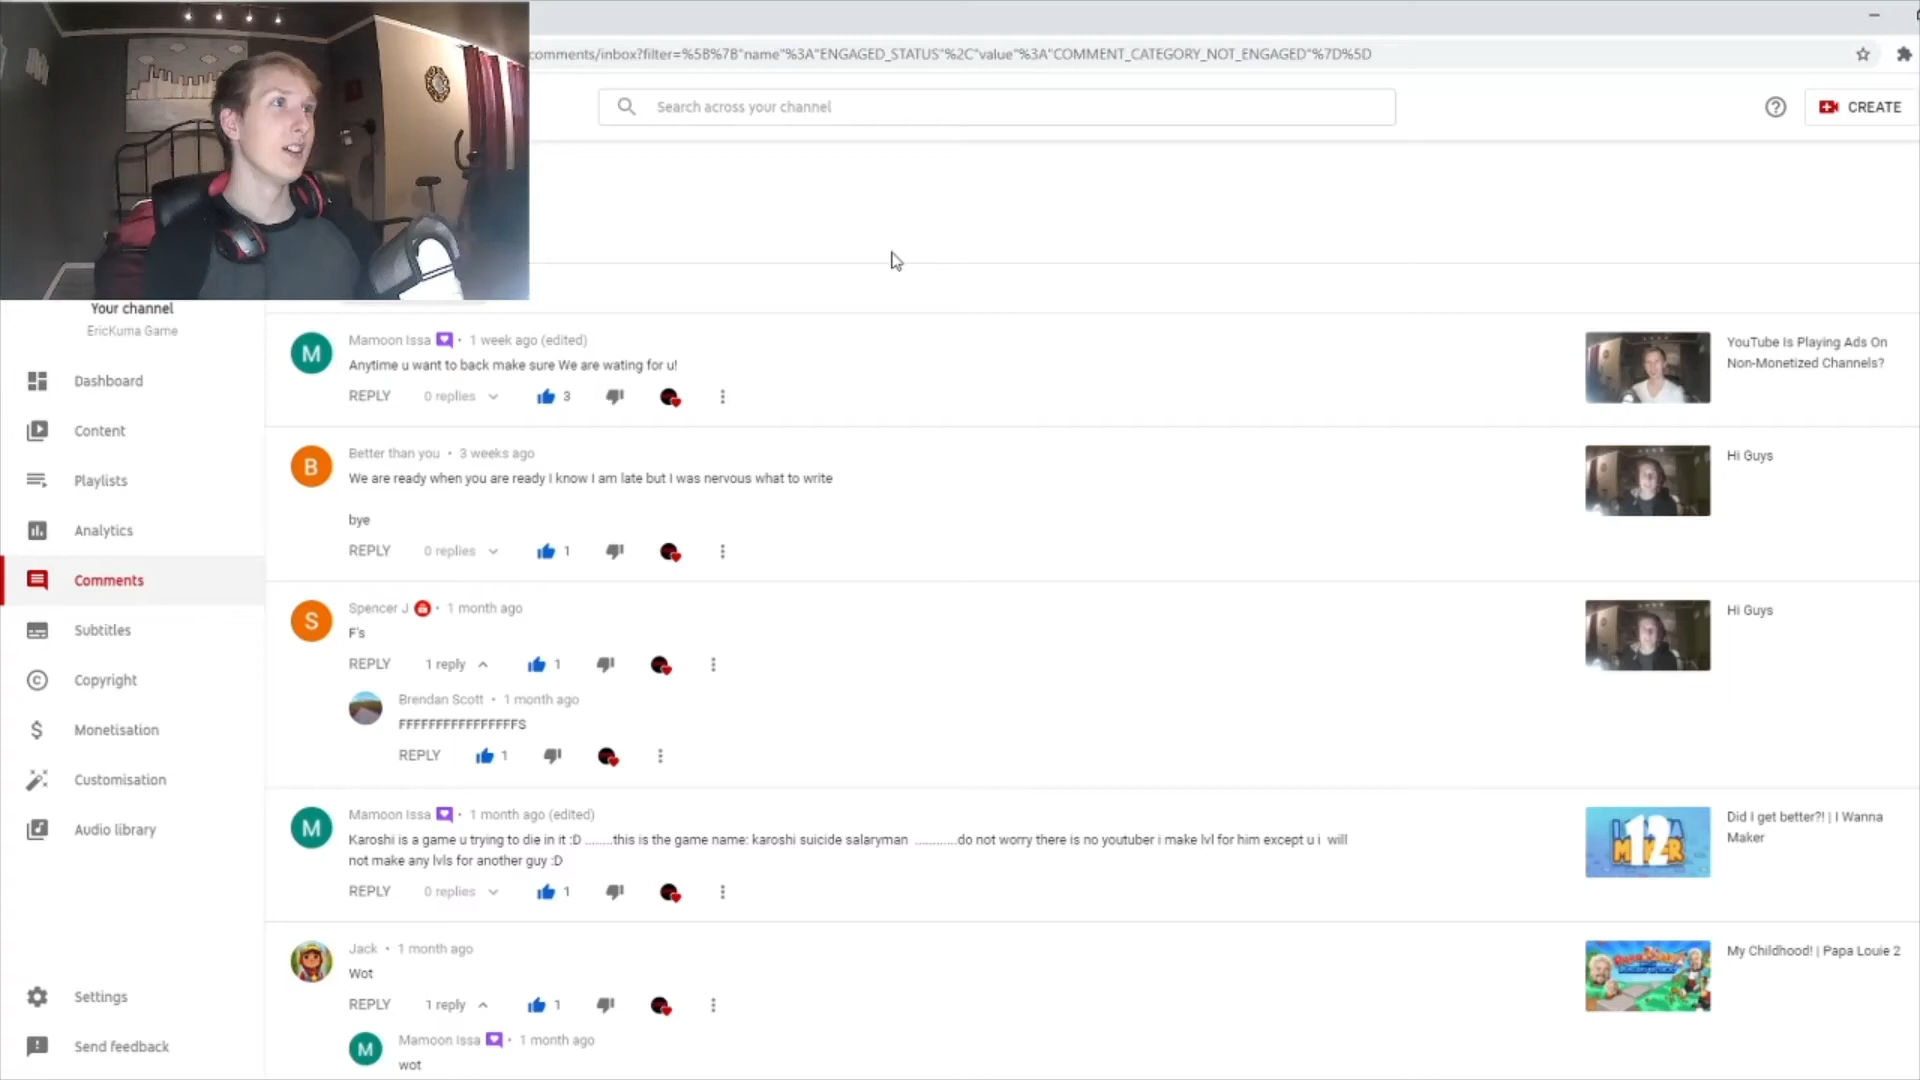 comments/inbox?filter=%5B%7B"name"%3A"ENGAGED_STATUS"%2C"value"%3A"COMMENT_CATEGORY_NOT_ENGAGED"%7D%5D
Search across your channel
CREATE
Your channel
EricKuma Game
Dashboard
Content
Playlists
Analytics
Comments
Subtitles
Copyright
Monetisation
Customisation
Audio library
Settings
Send feedback
Mamoon Issa • 1 week ago (edited)
Anytime u want to back make sure We are wating for u!
REPLY 0 replies 3
YouTube Is Playing Ads On
Non-Monetized Channels?
Better than you • 3 weeks ago
We are ready when you are ready I know I am late but I was nervous what to write
bye
REPLY 0 replies 1
Hi Guys
Spencer J • 1 month ago
F's
REPLY 1 reply 1
Hi Guys
Brendan Scott • 1 month ago
FFFFFFFFFFFFFFFFS
REPLY 1
Mamoon Issa • 1 month ago (edited)
Karoshi is a game u trying to die in it :D ........this is the game name: karoshi suicide salaryman ............do not worry there is no youtuber i make lvl for him except u i will
not make any lvls for another guy :D
REPLY 0 replies 1
12
Did I get better?! | I Wanna
Maker
Jack • 1 month ago
Wot
REPLY 1 reply 1
My Childhood! | Papa Louie 2
Mamoon Issa • 1 month ago
wot